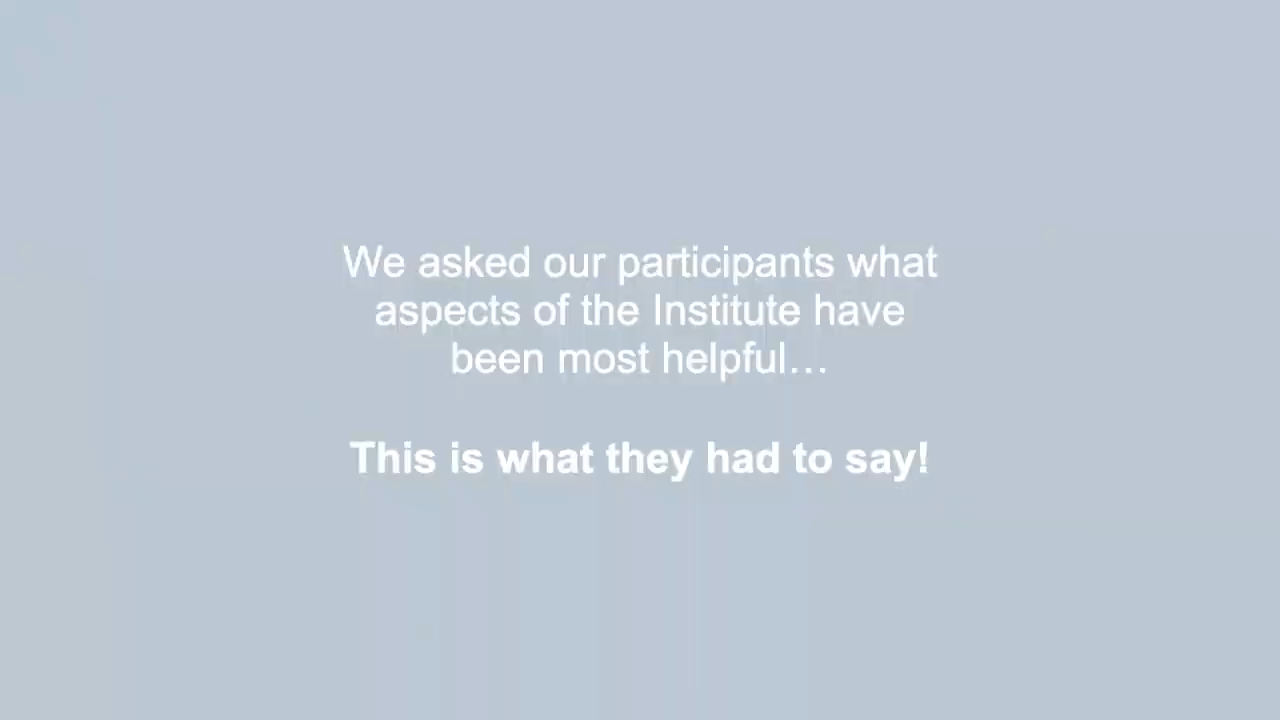 We asked our participants what
aspects of the Institute have
been most helpful…
This is what they had to say!